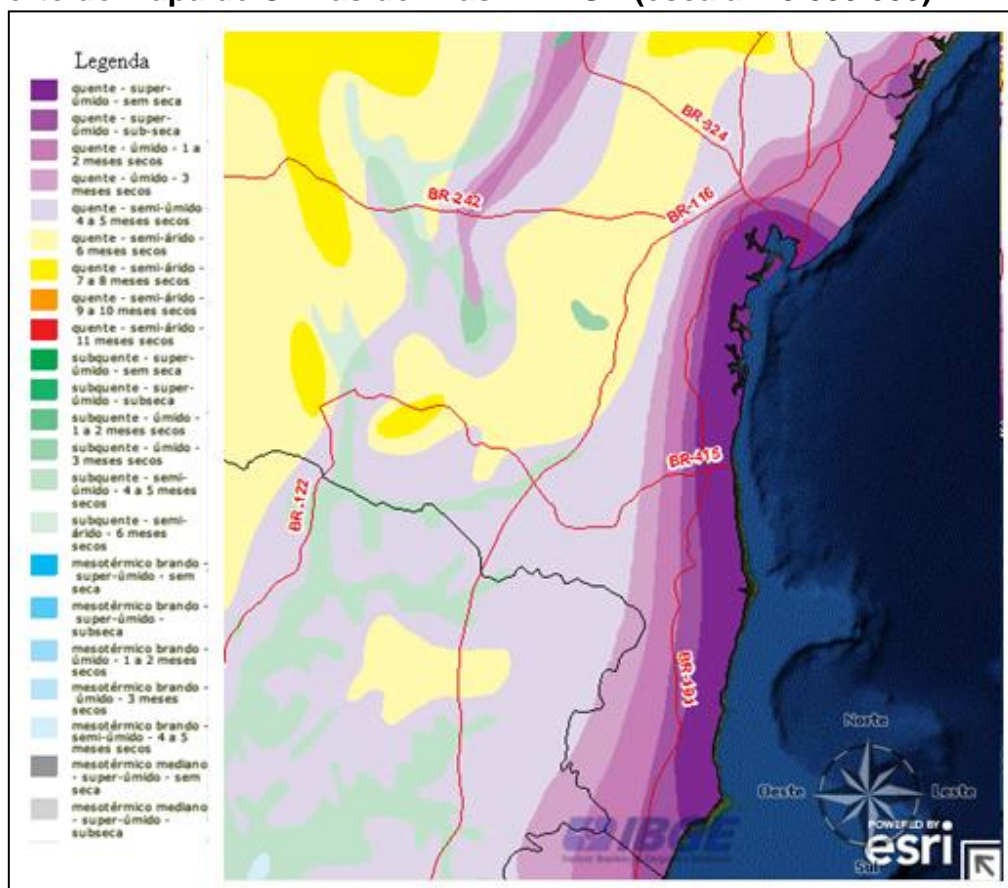 Legenda
quente - super-
úmido - sem seca
quente - super-
úmido - sub-seca
quente - úmido - 1 a
2 meses secos
quente - úmido - 3
meses secos
quente - semi-úmido
4 a 5 meses secos
quente - semi-árido -
6 meses secos
quente - semi-árido -
7 a 8 meses secos
quente - semi-árido -
9 a 10 meses secos
quente - semi-árido -
11 meses secos
subquente - super-
úmido - sem seca
subquente - super-
úmido - subseca
subquente - úmido -
1 a 2 meses secos
subquente - úmido -
3 meses secos
subquente - semi-
úmido - 4 a 5 meses
secos
subquente - semi-
árido - 6 meses
secos
mesotérmico brando -
super-úmido - sem
seca
mesotérmico brando -
super-úmido -
subseca
mesotérmico brando -
úmido - 1 a 2 meses
secos
mesotérmico brando -
úmido - 3 meses
secos
mesotérmico brando -
semi-úmido - 4 a 5
meses secos
mesotérmico mediano
- super-úmido - sem
seca
mesotérmico mediano
- super-úmido -
subseca
BR-324
BR-242
BR-116
BR-415
BR-122
BR-101
Norte
Oeste
Leste
Sul
IBGE
POWERED BY
esri